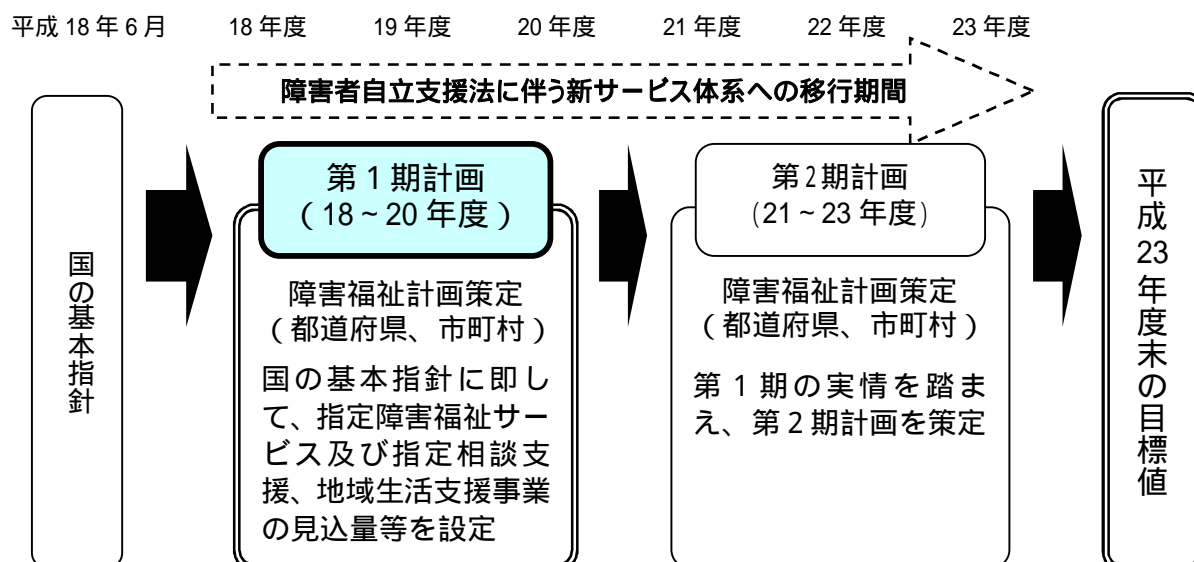 平成18年6月 18年度 19年度 20年度 21年度 22年度 23年度
障害者自立支援法に伴う新サービス体系への移行期間
国の基本指針
第1期計画
(18~20年度)
障害福祉計画策定
(都道府県、市町村)
国の基本指針に即し
て、指定障害福祉サー
ビス及び指定相談支
援、地域生活支援事業
の見込量等を設定
第2期計画
(21~23年度)
障害福祉計画策定
(都道府県、市町村)
第1期の実情を踏ま
え、第2期計画を策定
平成23年度末の目標値